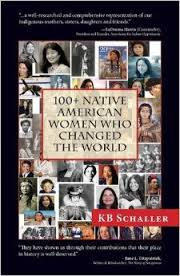 "...a well-researched and comprehensive representation of our
indigenous mothers, sisters, daughters and friends."
100+ NATIVE
AMERICAN
WOMEN WHO
CHANGED
THE WORLD
KB SCHALLER
"They have shown us through their contributions that their place
in history is well-deserved."